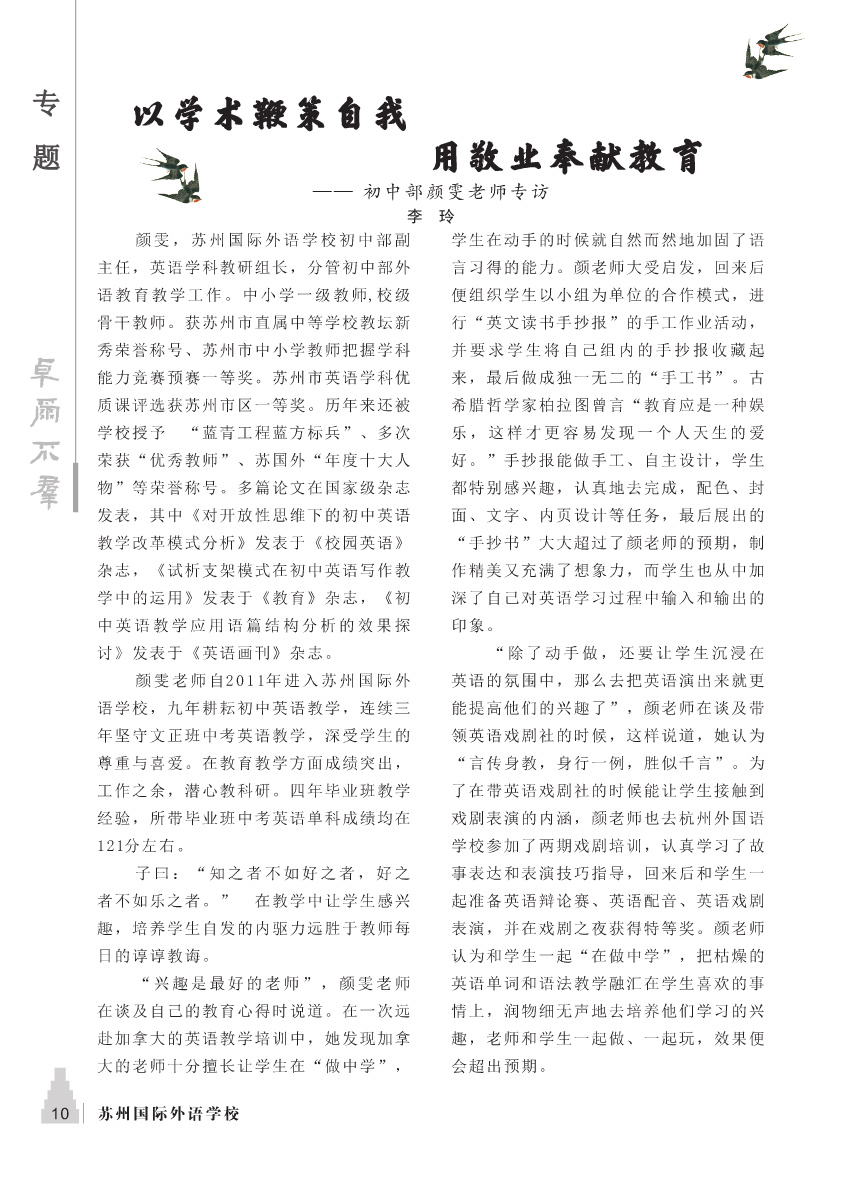 专
题
卓尔不群
以学术鞭策自我
用敬业奉献教育
—— 初中部颜雯老师专访
李 玲
颜雯，苏州国际外语学校初中部副
主任，英语学科教研组长，分管初中部外
语教育教学工作。中小学一级教师,校级
骨干教师。获苏州市直属中等学校教坛新
秀荣誉称号、苏州市中小学教师把握学科
能力竞赛预赛一等奖。苏州市英语学科优
质课评选获苏州市区一等奖。历年来还被
学校授予 “蓝青工程蓝方标兵”、多次
荣获“优秀教师”、苏国外“年度十大人
物”等荣誉称号。多篇论文在国家级杂志
发表，其中《对开放性思维下的初中英语
教学改革模式分析》发表于《校园英语》
杂志，《试析支架模式在初中英语写作教
学中的运用》发表于《教育》杂志，《初
中英语教学应用语篇结构分析的效果探
讨》发表于《英语画刊》杂志。
颜雯老师自2011年进入苏州国际外
语学校，九年耕耘初中英语教学，连续三
年坚守文正班中考英语教学，深受学生的
尊重与喜爱。在教育教学方面成绩突出，
工作之余，潜心教科研。四年毕业班教学
经验，所带毕业班中考英语单科成绩均在
121分左右。
子曰：“知之者不如好之者，好之
者不如乐之者。” 在教学中让学生感兴
趣，培养学生自发的内驱力远胜于教师每
日的谆谆教诲。
“兴趣是最好的老师”，颜雯老师
在谈及自己的教育心得时说道。在一次远
赴加拿大的英语教学培训中，她发现加拿
大的老师十分擅长让学生在“做中学”，
学生在动手的时候就自然而然地加固了语
言习得的能力。颜老师大受启发，回来后
便组织学生以小组为单位的合作模式，进
行“英文读书手抄报”的手工作业活动，
并要求学生将自己组内的手抄报收藏起
来，最后做成独一无二的“手工书”。古
希腊哲学家柏拉图曾言“教育应是一种娱
乐，这样才更容易发现一个人天生的爱
好。”手抄报能做手工、自主设计，学生
都特别感兴趣，认真地去完成，配色、封
面、文字、内页设计等任务，最后展出的
“手抄书”大大超过了颜老师的预期，制
作精美又充满了想象力，而学生也从中加
深了自己对英语学习过程中输入和输出的
印象。
“除了动手做，还要让学生沉浸在
英语的氛围中，那么去把英语演出来就更
能提高他们的兴趣了”，颜老师在谈及带
领英语戏剧社的时候，这样说道，她认为
“言传身教，身行一例，胜似千言”。为
了在带英语戏剧社的时候能让学生接触到
戏剧表演的内涵，颜老师也去杭州外国语
学校参加了两期戏剧培训，认真学习了故
事表达和表演技巧指导，回来后和学生一
起准备英语辩论赛、英语配音、英语戏剧
表演，并在戏剧之夜获得特等奖。颜老师
认为和学生一起“在做中学”，把枯燥的
英语单词和语法教学融汇在学生喜欢的事
情上，润物细无声地去培养他们学习的兴
趣，老师和学生一起做、一起玩，效果便
会超出预期。
10 苏州国际外语学校